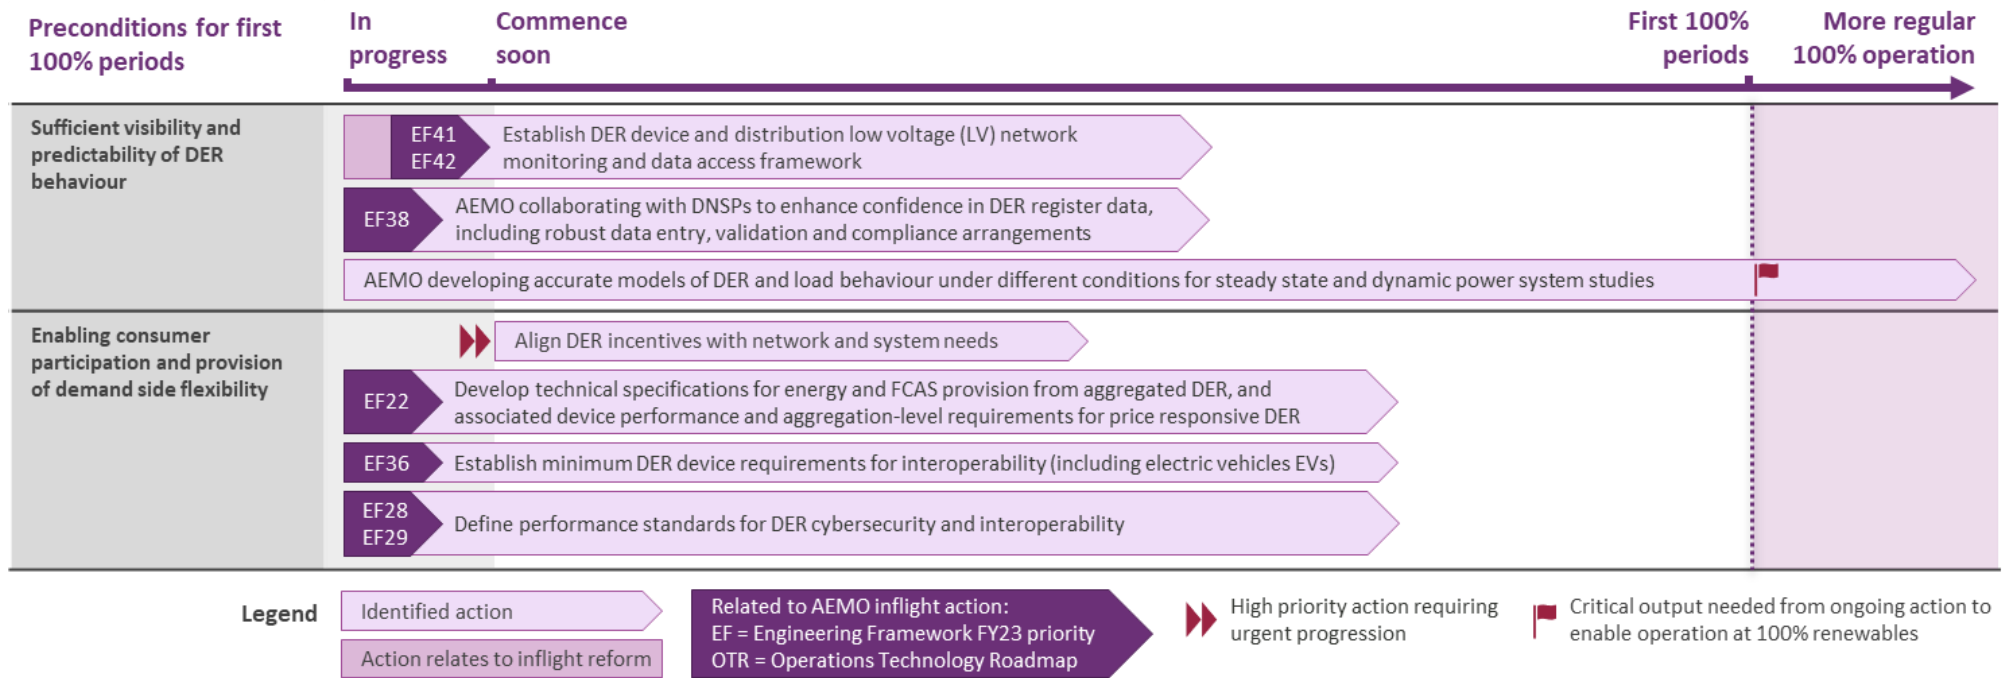 Preconditions for first
100% periods
In
progress
Commence
soon
First 100%
periods
More regular
100% operation
Sufficient visibility and
predictability of DER
behaviour
EF41
EF42
Establish DER device and distribution low voltage (LV) network
monitoring and data access framework
EF38
AEMO collaborating with DNSPs to enhance confidence in DER register data,
including robust data entry, validation and compliance arrangements
AEMO developing accurate models of DER and load behaviour under different conditions for steady state and dynamic power system studies
Enabling consumer
participation and provision
of demand side flexibility
Align DER incentives with network and system needs
EF22
Develop technical specifications for energy and FCAS provision from aggregated DER, and
associated device performance and aggregation-level requirements for price responsive DER
EF36
Establish minimum DER device requirements for interoperability (including electric vehicles EVs)
EF28
EF29
Define performance standards for DER cybersecurity and interoperability
Legend
Identified action
Action relates to inflight reform
Related to AEMO inflight action:
EF = Engineering Framework FY23 priority
OTR = Operations Technology Roadmap
High priority action requiring
urgent progression
Critical output needed from ongoing action to
enable operation at 100% renewables